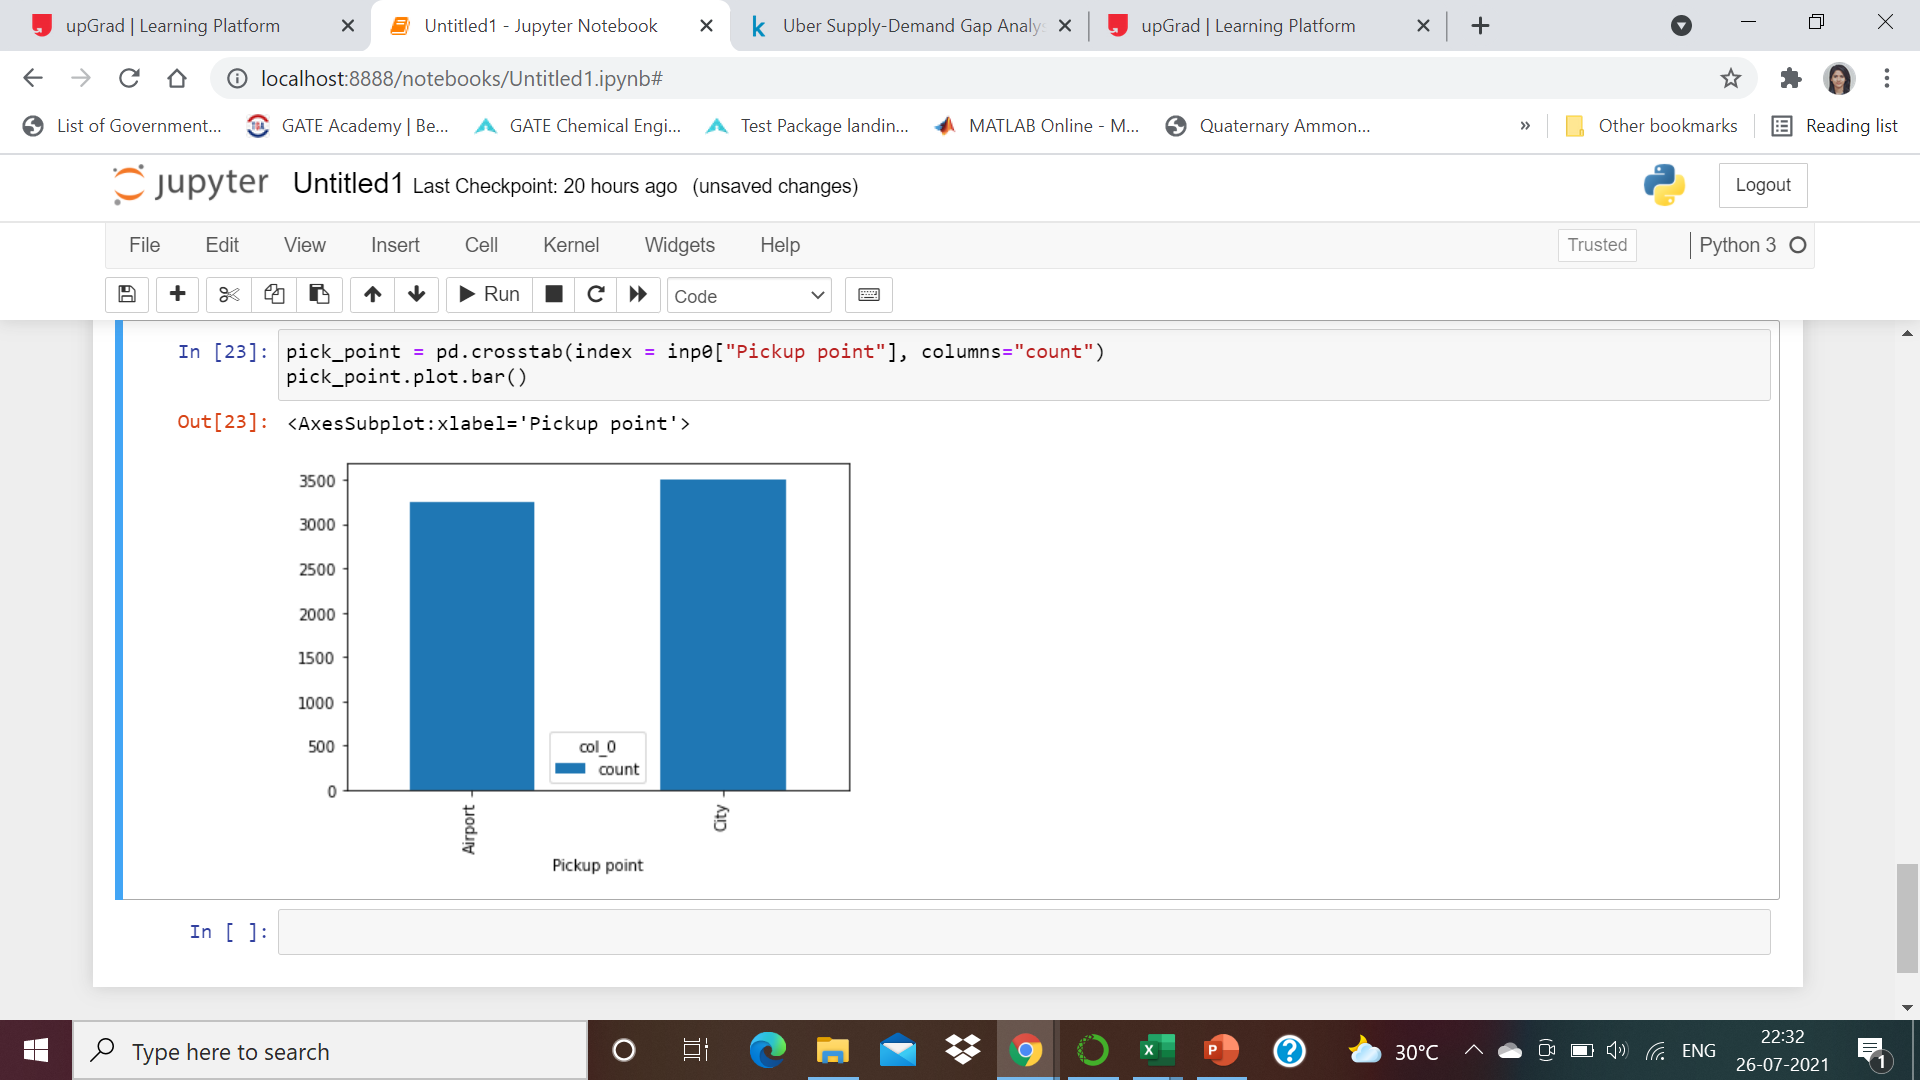 upGrad | Learning Platform
Untitled1 - Jupyter Notebook
Uber Supply-Demand Gap Analys
upGrad | Learning Platform
localhost:8888/notebooks/Untitled1.ipynb#
List of Government...
GATE Academy | Be...
GATE Chemical Engi...
Test Package landin...
MATLAB Online - M...
Quaternary Ammon...
»
Other bookmarks
Reading list
jupyter Untitled1 Last Checkpoint: 20 hours ago (unsaved changes)
Logout
File Edit View Insert Cell Kernel Widgets Help
Trusted
Python 3
Run
Code
In [23]: pick_point = pd.crosstab(index = inp0["Pickup point"], columns="count")
pick_point.plot.bar()
Out[23]: <AxesSubplot:xlabel='Pickup point'>
3500
3000
2500
2000
1500
1000
500
0
col_0
count
Airport
City
Pickup point
In [ ]:
Type here to search
30°C
ENG
22:32
26-07-2021
1